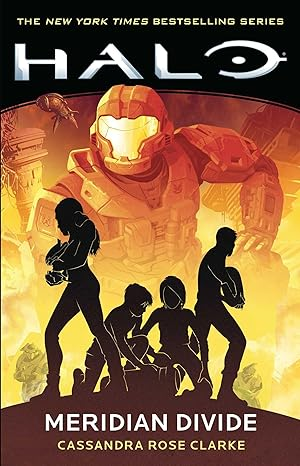 THE NEW YORK TIMES BESTSELLING SERIES
HALO®
MERIDIAN DIVIDE
CASSANDRA ROSE CLARKE